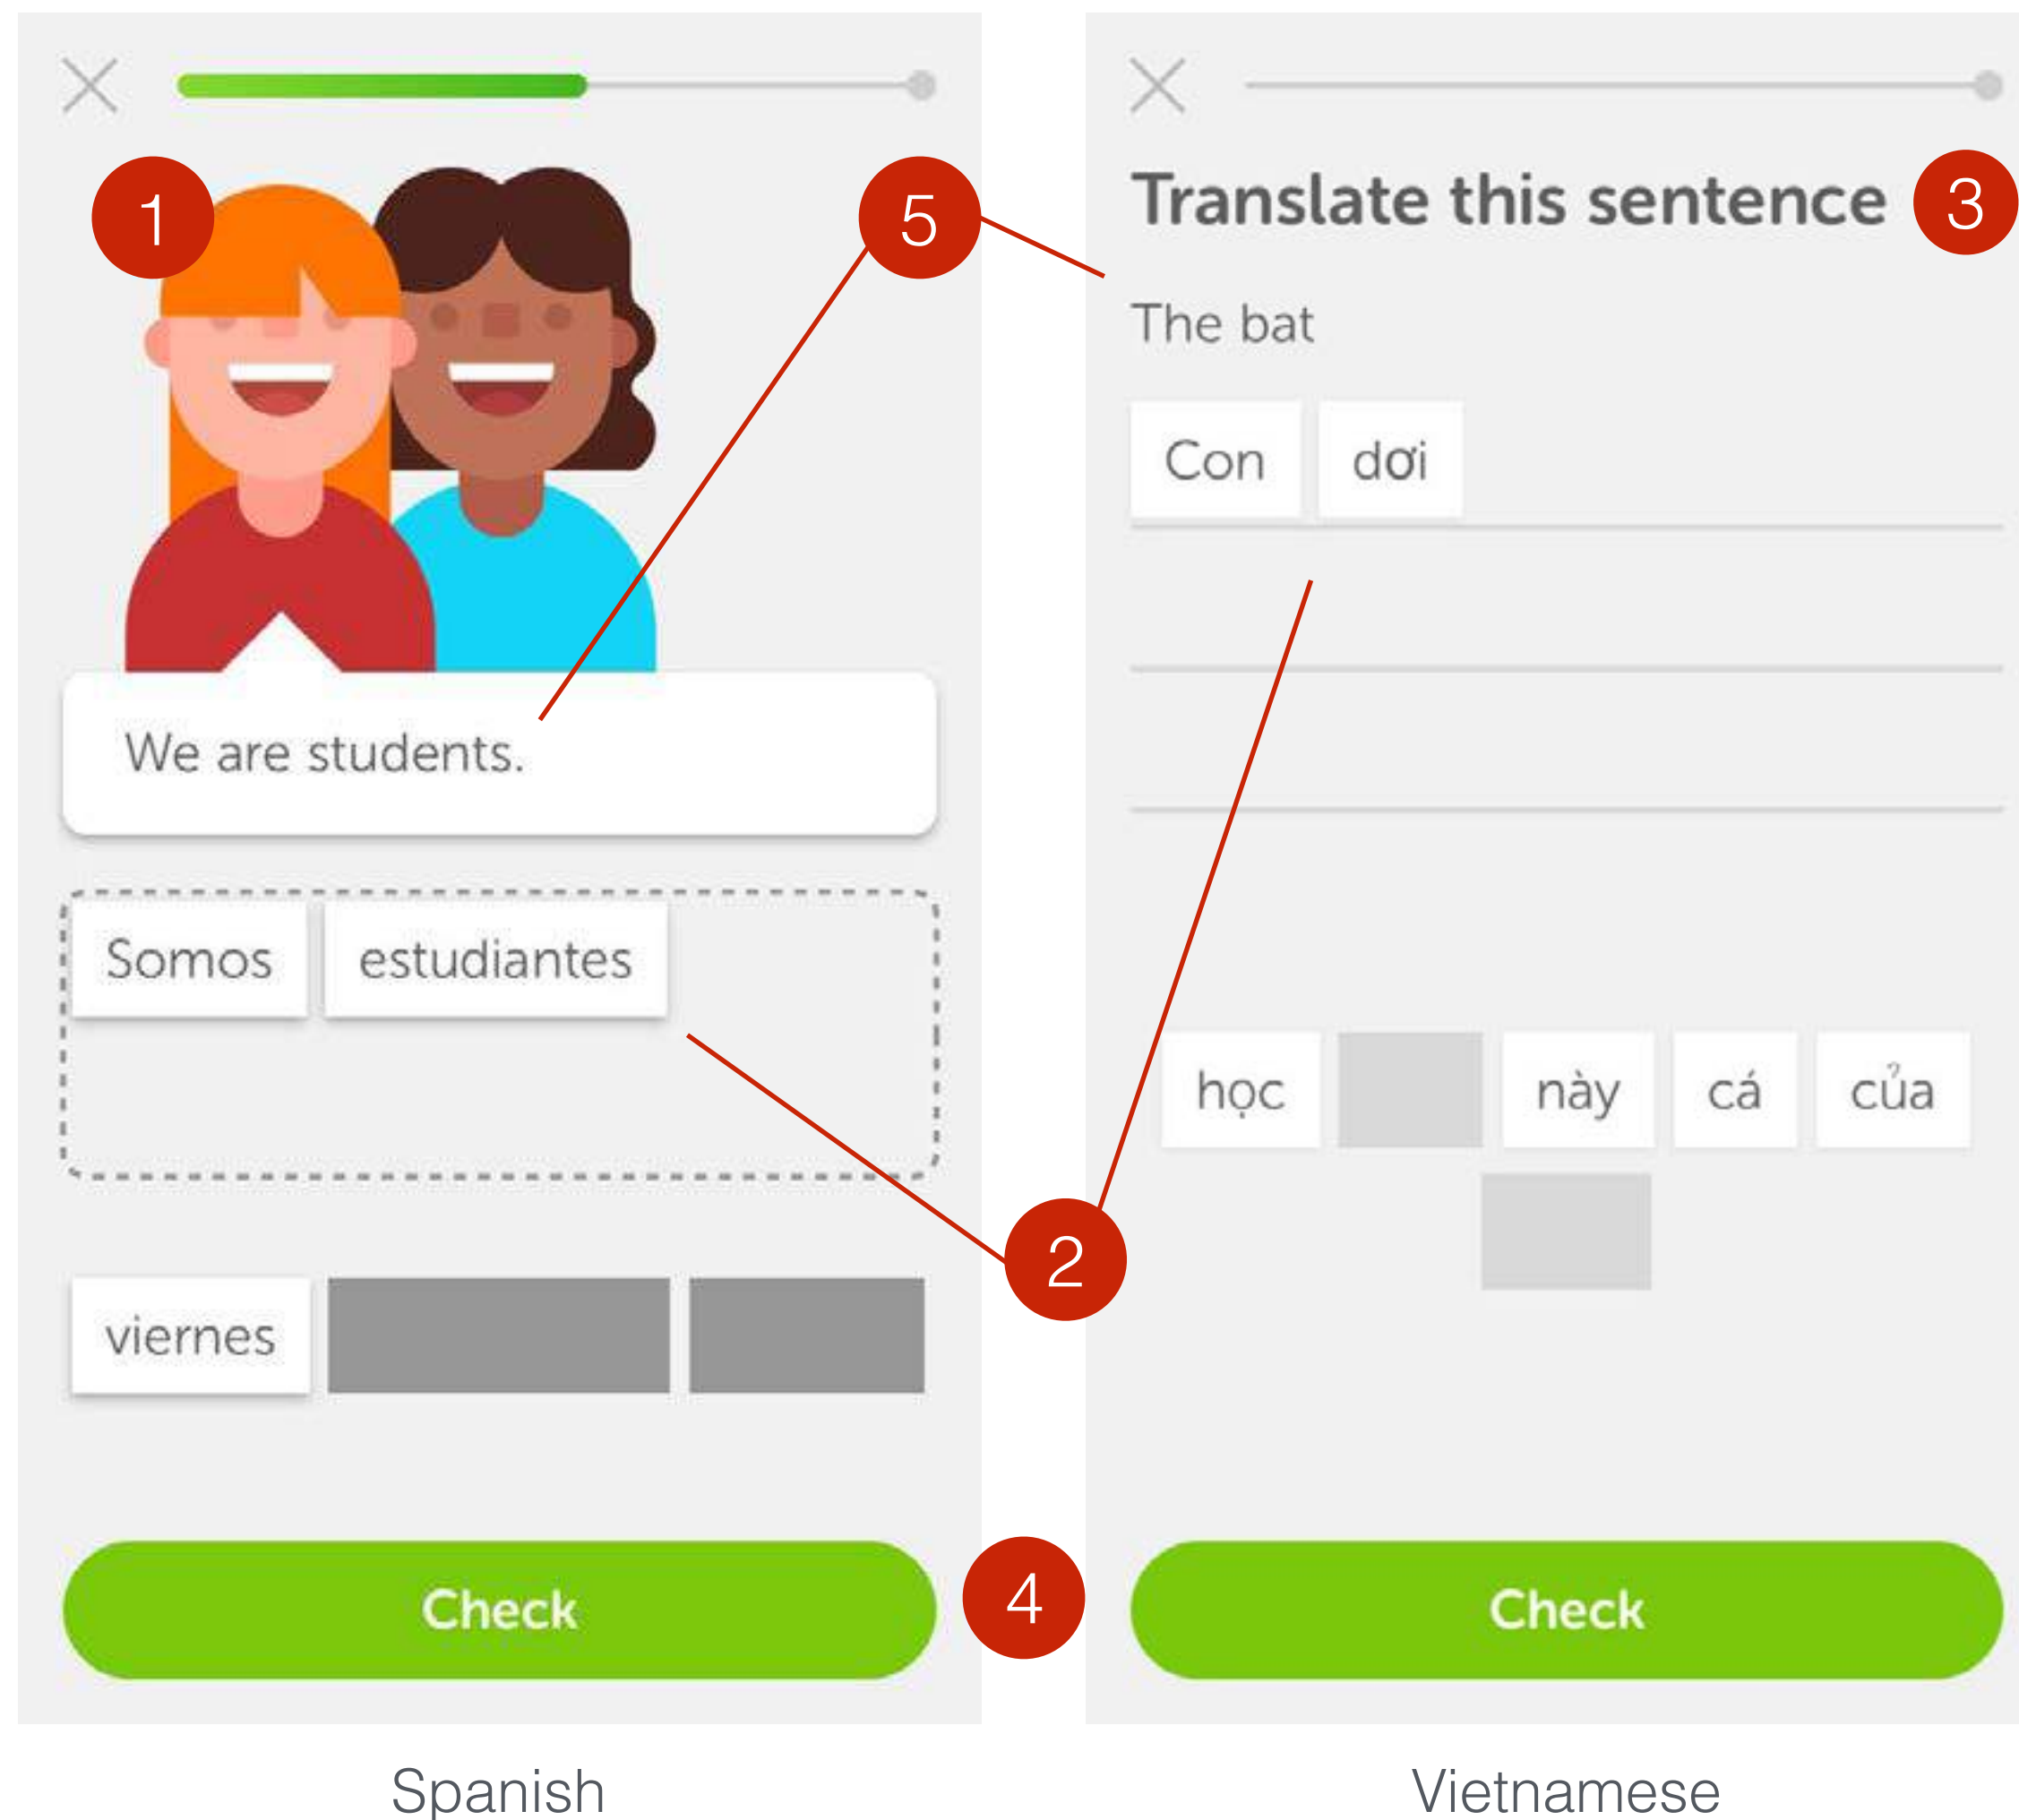 1
We are students.
Somos estudiantes
viernes
Check
Spanish
5
2
4
Translate this sentence
3
The bat
Con dơi
học này cá của
Check
Vietnamese